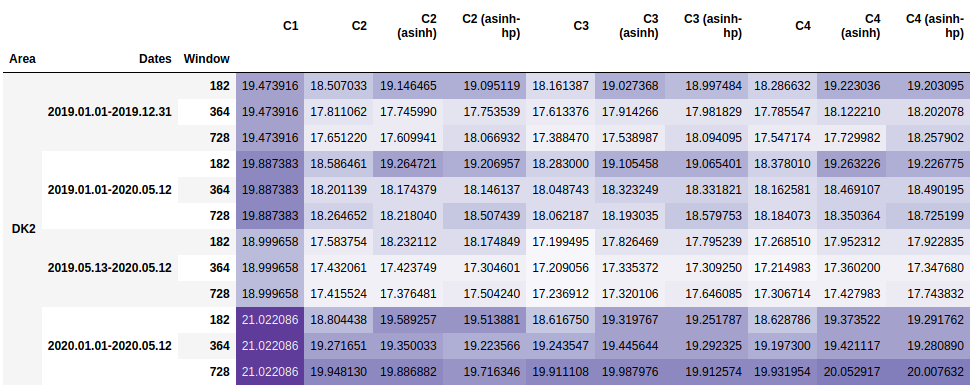 C1 C2 C2 (asinh) C2 (asinh-hp) C3 C3 (asinh) C3 (asinh-hp) C4 C4 (asinh) C4 (asinh-hp)
Area Dates Window
182 19.473916 18.507033 19.146465 19.095119 18.161387 19.027368 18.997484 18.286632 19.223036 19.203095
2019.01.01-2019.12.31 364 19.473916 17.811062 17.745990 17.753539 17.613376 17.914266 17.981829 17.785547 18.122210 18.202078
728 19.473916 17.651220 17.609941 18.066932 17.388470 17.538987 18.094095 17.547174 17.729982 18.257902
182 19.887383 18.586461 19.264721 19.206957 18.283000 19.105458 19.065401 18.378010 19.263226 19.226775
2019.01.01-2020.05.12 364 19.887383 18.201139 18.174379 18.146137 18.048743 18.323249 18.331821 18.162581 18.469107 18.490195
728 19.887383 18.264652 18.218040 18.507439 18.062187 18.193035 18.579753 18.184073 18.350364 18.725199
DK2
182 18.999658 17.583754 18.232112 18.174849 17.199495 17.826469 17.795239 17.268510 17.952312 17.922835
2019.05.13-2020.05.12 364 18.999658 17.432061 17.423749 17.304601 17.209056 17.335372 17.309250 17.214983 17.360200 17.347680
728 18.999658 17.415524 17.376481 17.504240 17.236912 17.320106 17.646085 17.306714 17.427983 17.743832
182 21.022086 18.804438 19.589257 19.513881 18.616750 19.319767 19.251787 18.628786 19.373522 19.291762
2020.01.01-2020.05.12 364 21.022086 19.271651 19.350033 19.223566 19.243547 19.445644 19.292325 19.197300 19.421117 19.280890
728 21.022086 19.948130 19.886882 19.716346 19.911108 19.987976 19.912574 19.931954 20.052917 20.007632